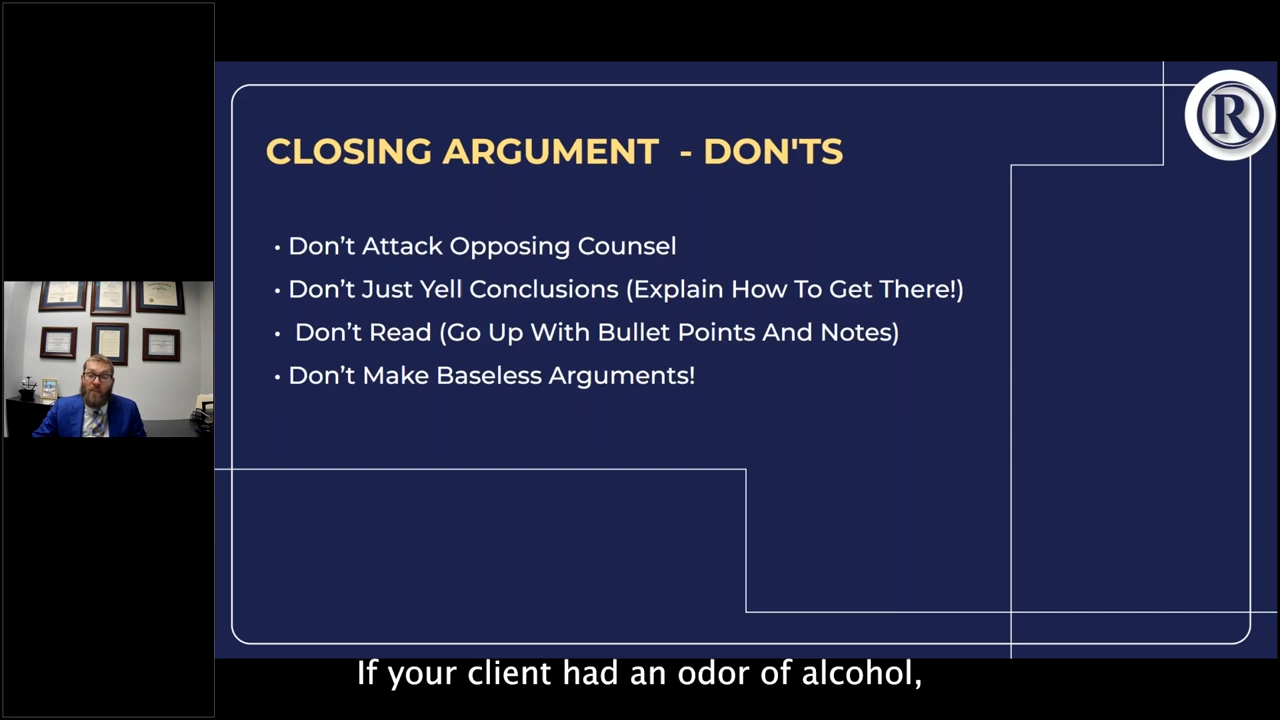 CLOSING ARGUMENT - DON'TS
R
• Don’t Attack Opposing Counsel
• Don’t Just Yell Conclusions (Explain How To Get There!)
• Don’t Read (Go Up With Bullet Points And Notes)
• Don’t Make Baseless Arguments!
If your client had an odor of alcohol,